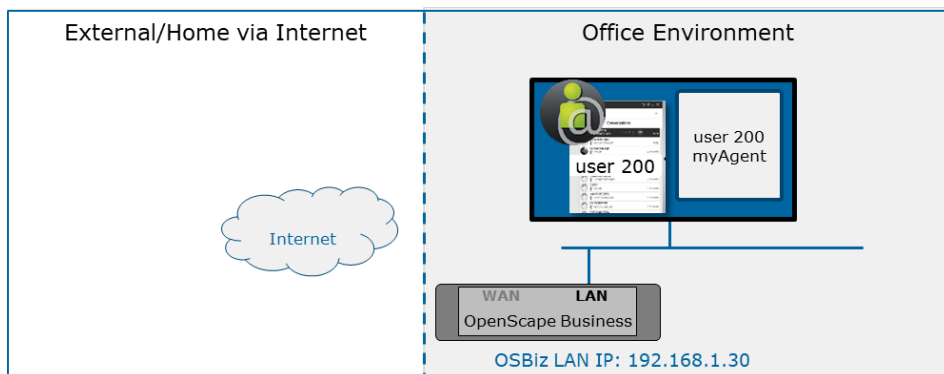 External/Home via Internet
Office Environment
user 200
user 200
myAgent
Internet
WAN LAN
OpenScape Business
OSBiz LAN IP: 192.168.1.30